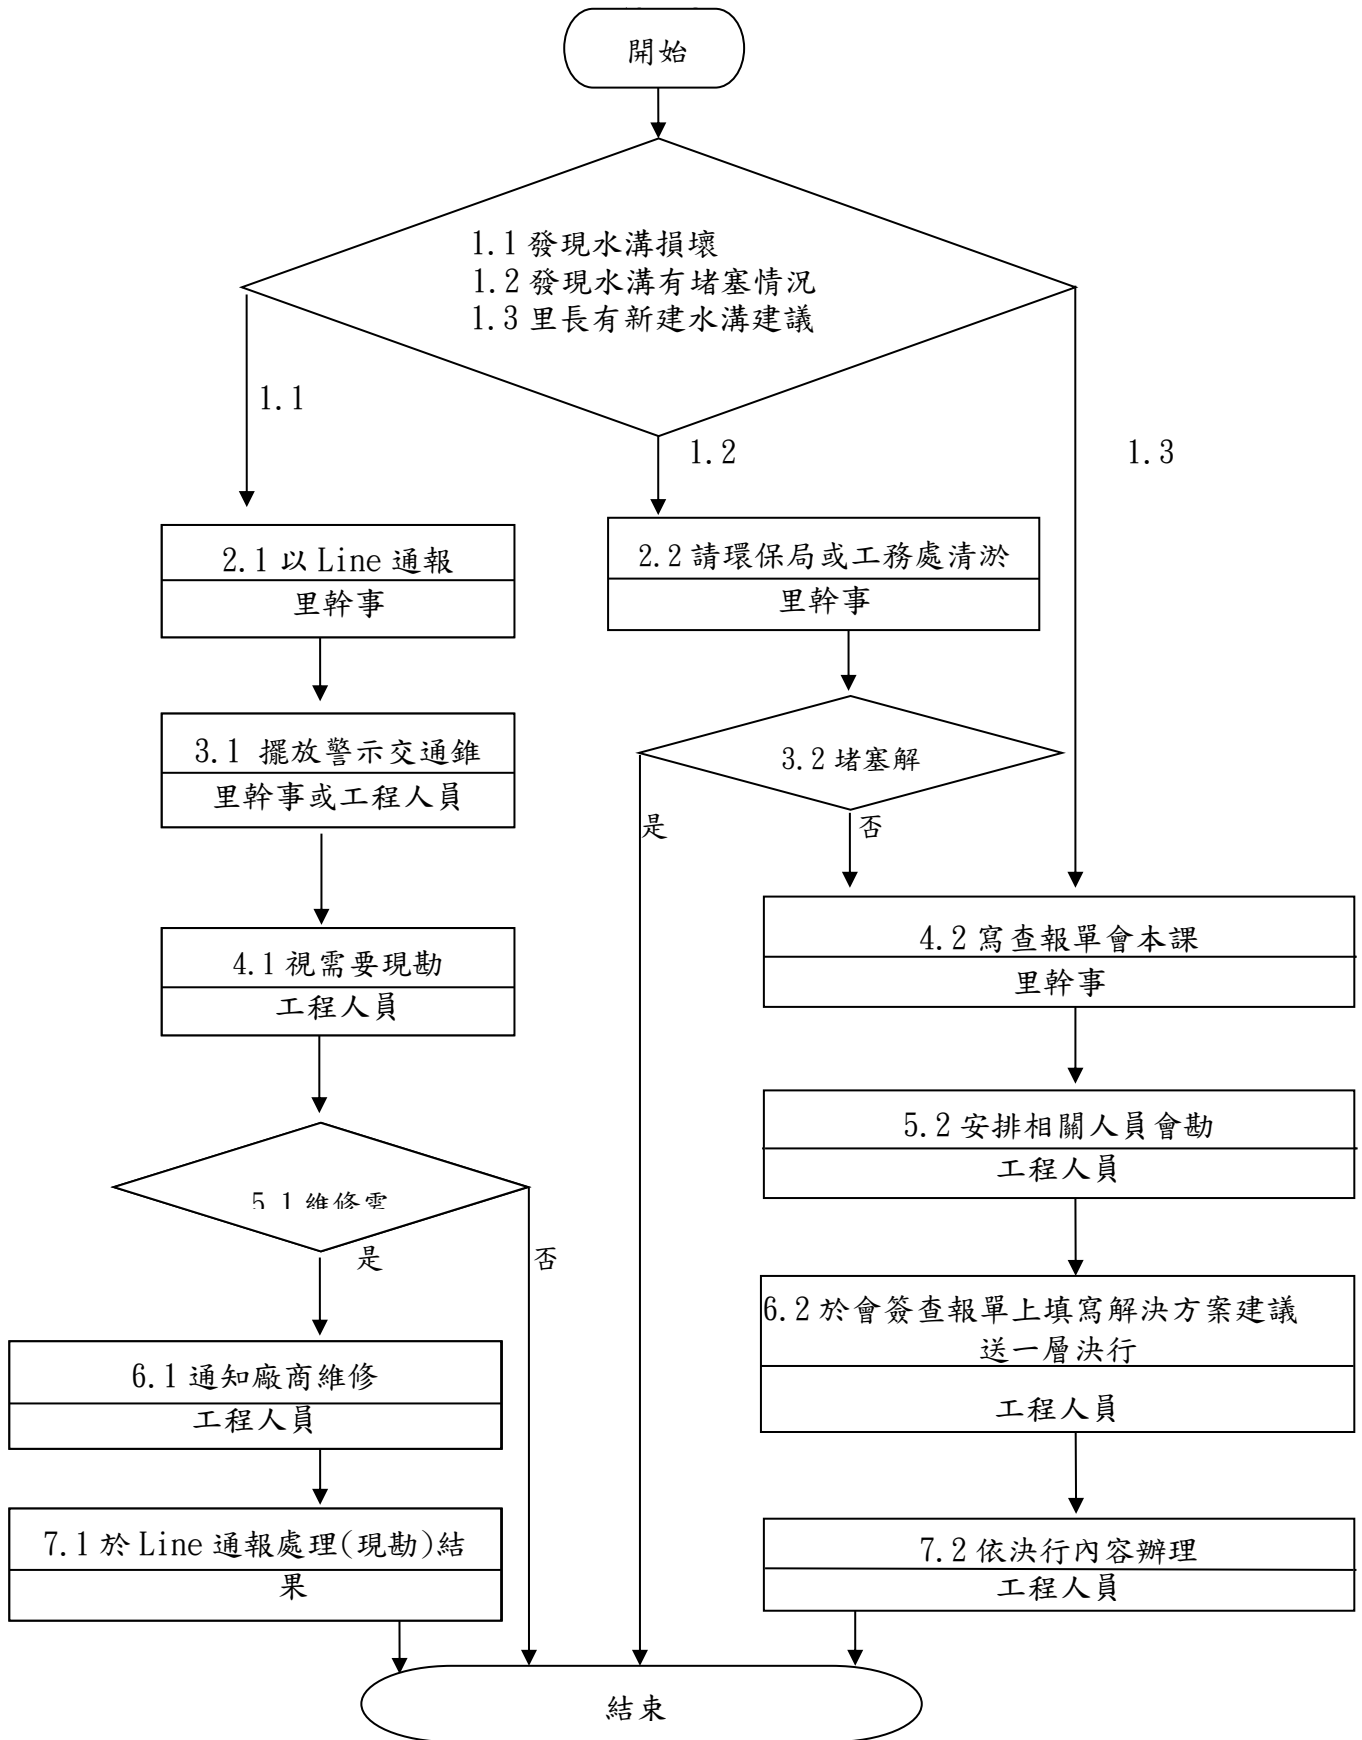 開始
1.1 發現水溝損壞
1.2 發現水溝有堵塞情況
1.3 里長有新建水溝建議
1.1
1.2
1.3
2.1 以 Line 通報
里幹事
2.2 請環保局或工務處清淤
里幹事
3.1 擺放警示交通錐
里幹事或工程人員
3.2 堵塞解
是
否
4.1 視需要現勘
工程人員
4.2 寫查報單會本課
里幹事
5.2 安排相關人員會勘
工程人員
5.1 維修需
是
否
6.1 通知廠商維修
工程人員
6.2 於會簽查報單上填寫解決方案建議
送一層決行
工程人員
7.1 於 Line 通報處理(現勘)結
果
7.2 依決行內容辦理
工程人員
結束